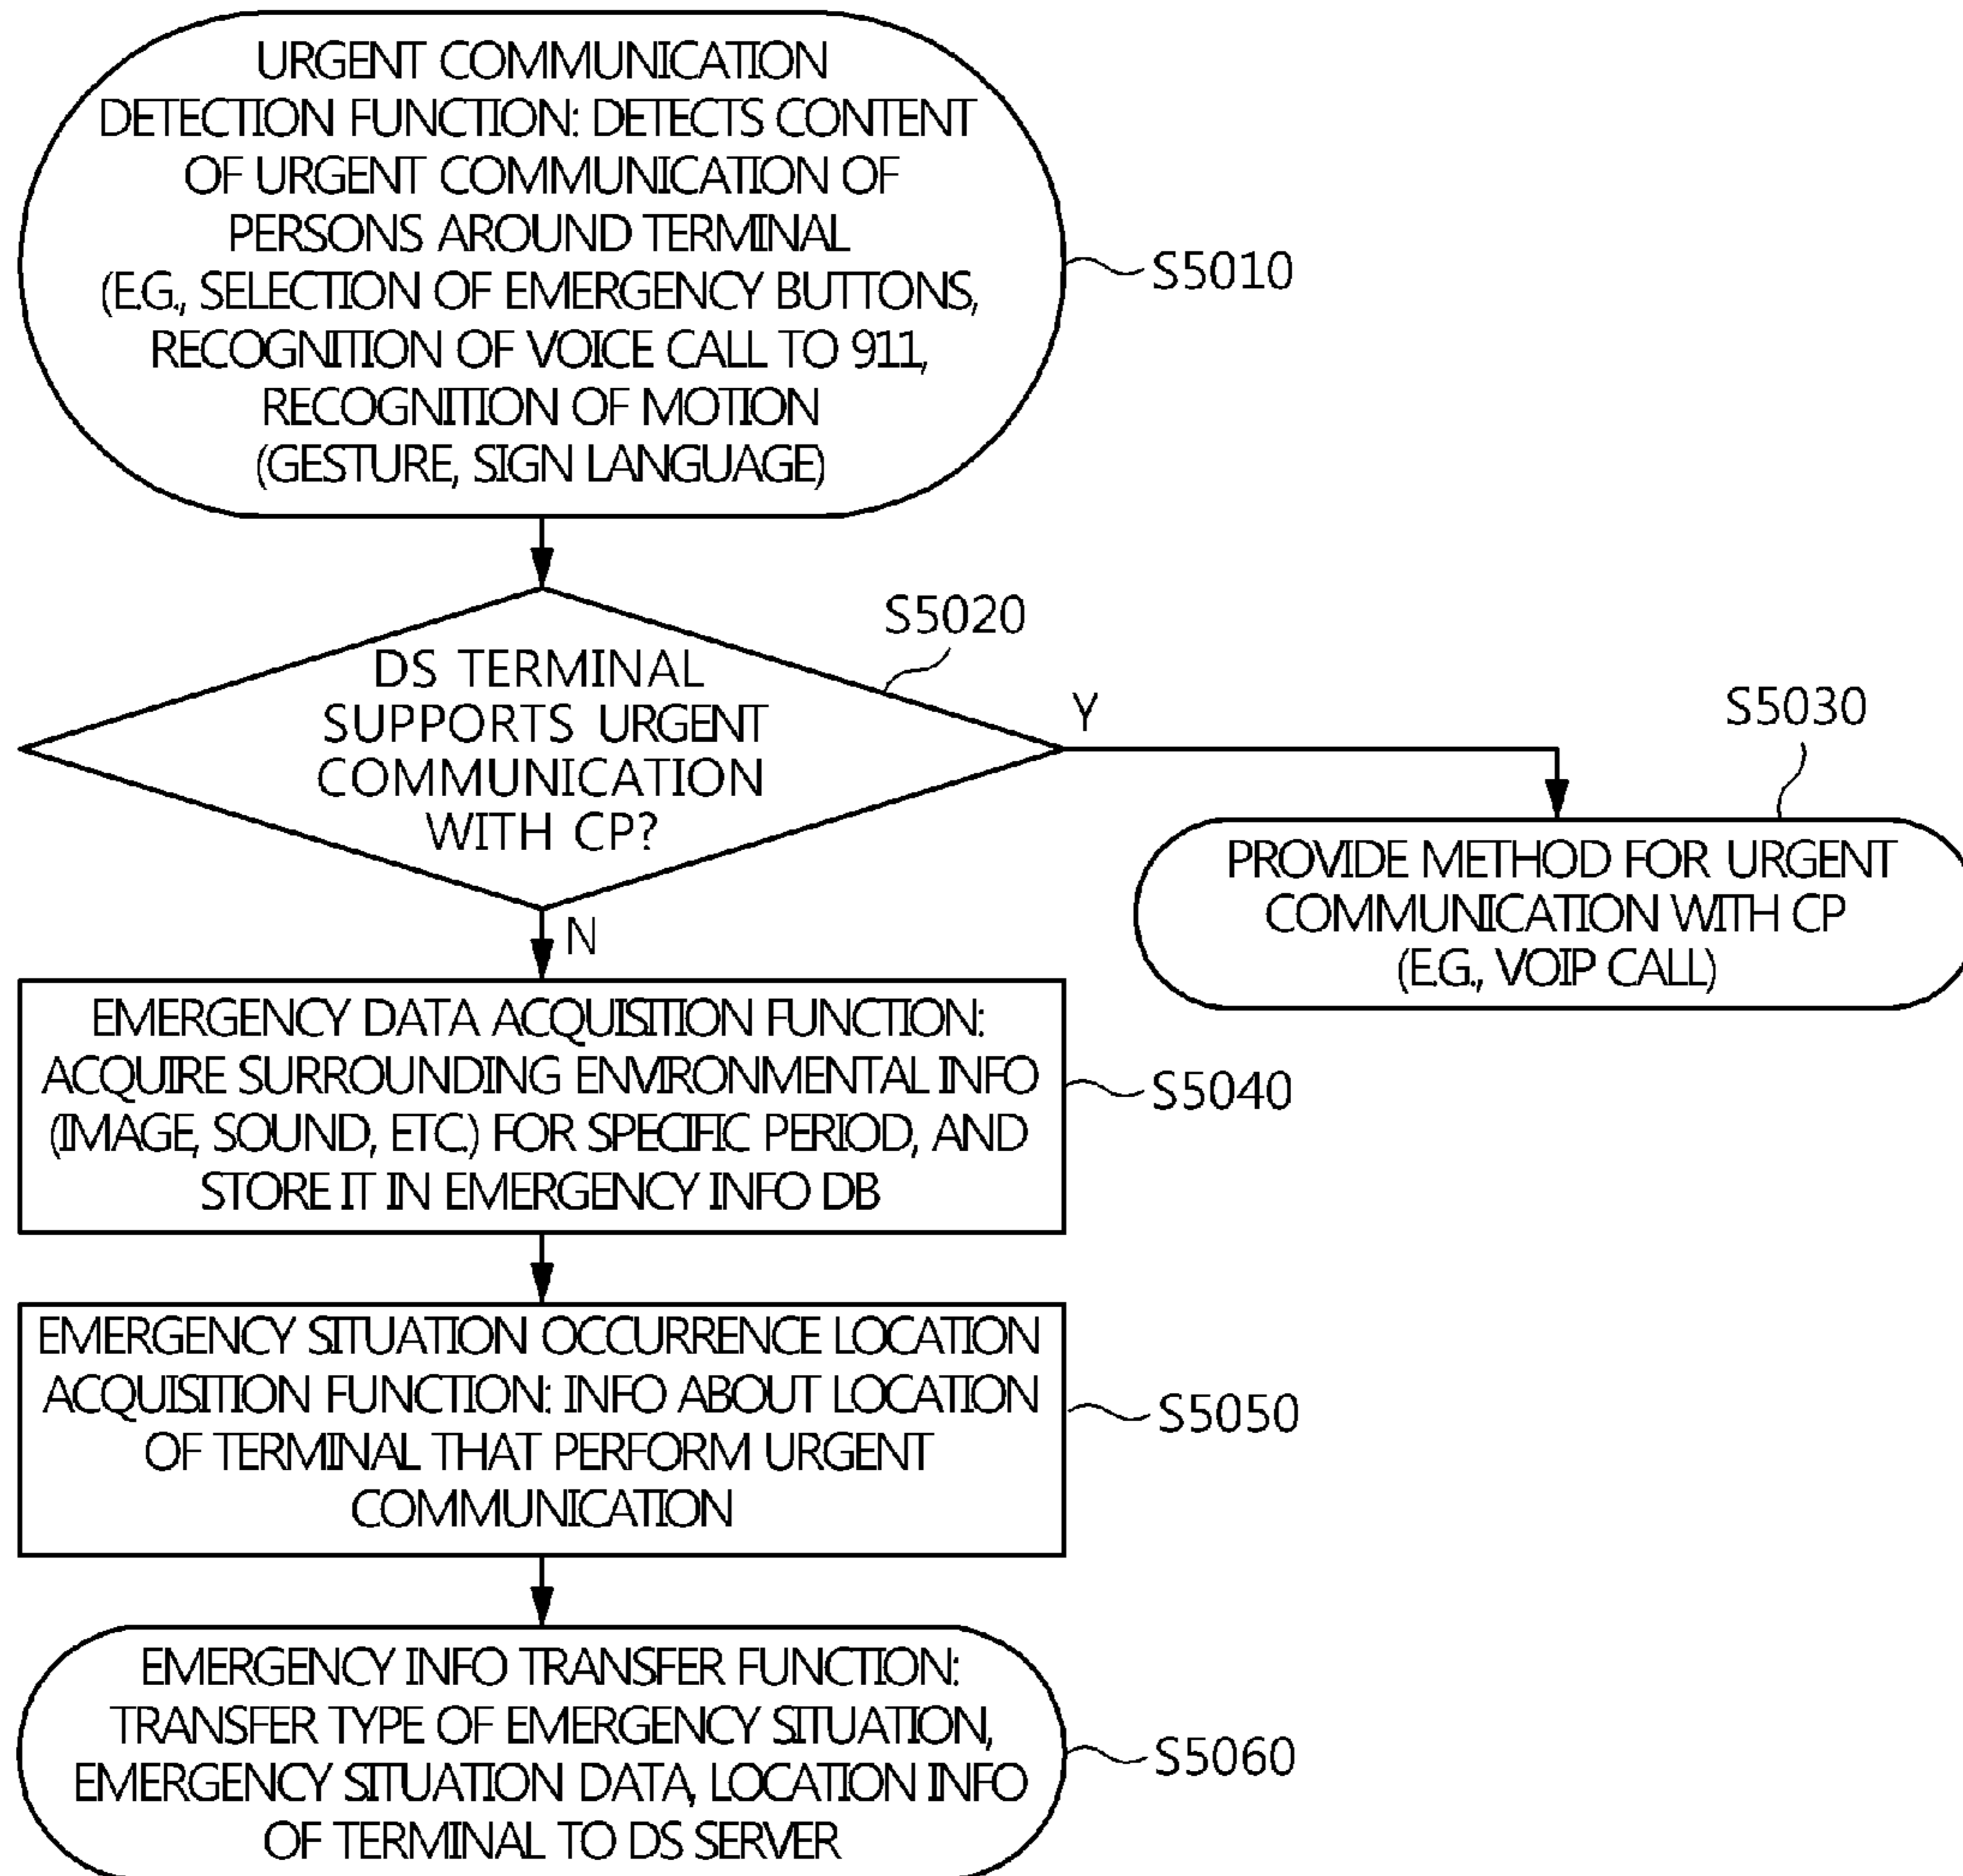 URGENT COMMUNICATION
DETECTION FUNCTION: DETECTS CONTENT
OF URGENT COMMUNICATION OF
PERSONS AROUND TERMINAL
(E.G., SELECTION OF EMERGENCY BUTTONS,
RECOGNITION OF VOICE CALL TO 911,
RECOGNITION OF MOTION
(GESTURE, SIGN LANGUAGE)
S5010
S5020
DS TERMINAL
SUPPORTS URGENT
COMMUNICATION
WITH CP?
Y
S5030
PROVIDE METHOD FOR URGENT
COMMUNICATION WITH CP
(E.G., VOIP CALL)
N
EMERGENCY DATA ACQUISITION FUNCTION:
ACQUIRE SURROUNDING ENVIRONMENTAL INFO
(IMAGE, SOUND, ETC.) FOR SPECIFIC PERIOD, AND
STORE IT IN EMERGENCY INFO DB
S5040
EMERGENCY SITUATION OCCURRENCE LOCATION
ACQUISITION FUNCTION: INFO ABOUT LOCATION
OF TERMINAL THAT PERFORM URGENT
COMMUNICATION
S5050
EMERGENCY INFO TRANSFER FUNCTION:
TRANSFER TYPE OF EMERGENCY SITUATION,
EMERGENCY SITUATION DATA, LOCATION INFO
OF TERMINAL TO DS SERVER
S5060